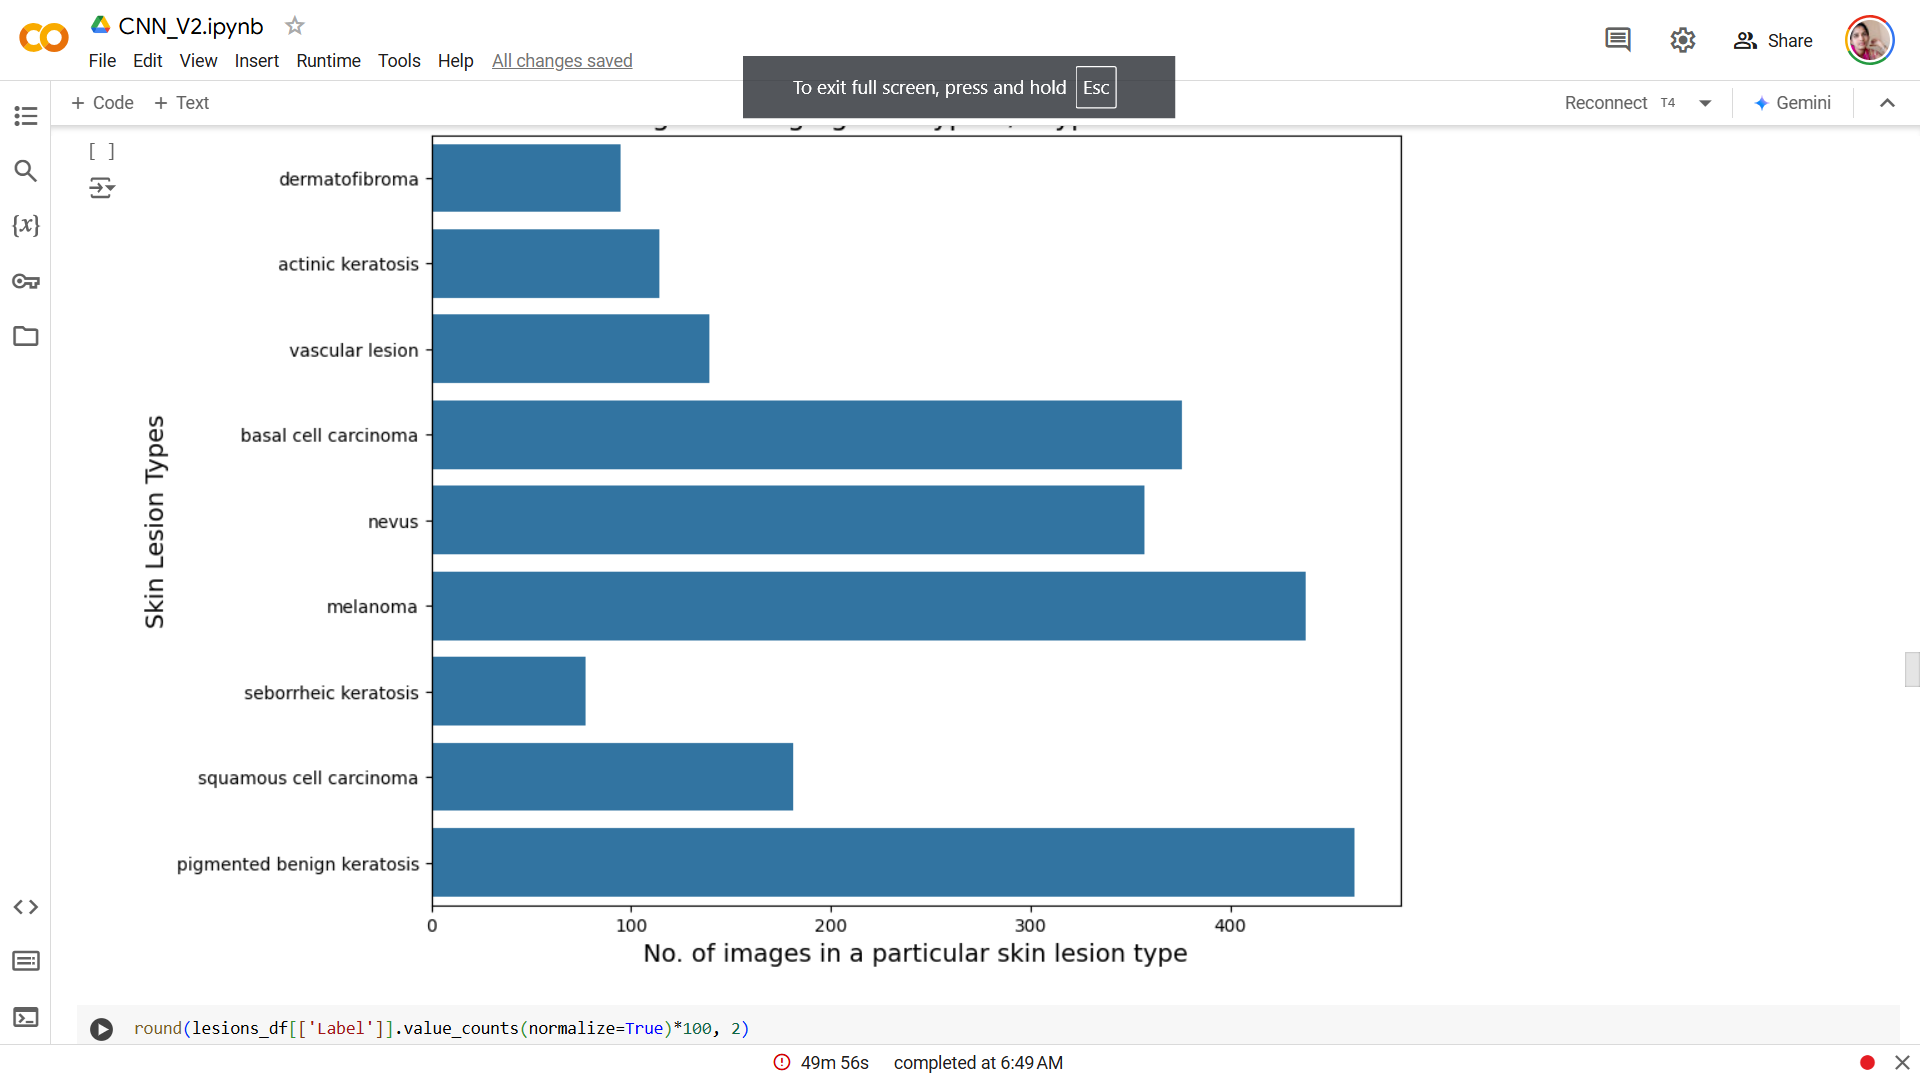 CNN_V2.ipynb
File Edit View Insert Runtime Tools Help All changes saved
Share
To exit full screen, press and hold Esc
+ Code + Text
Reconnect T4
Gemini
[ ]
dermatofibroma
actinic keratosis
vascular lesion
basal cell carcinoma
nevus
melanoma
seborrheic keratosis
squamous cell carcinoma
pigmented benign keratosis
Skin Lesion Types
0 100 200 300 400
No. of images in a particular skin lesion type
round(lesions_df[['Label']].value_counts(normalize=True)*100, 2)
49m 56s completed at 6:49 AM